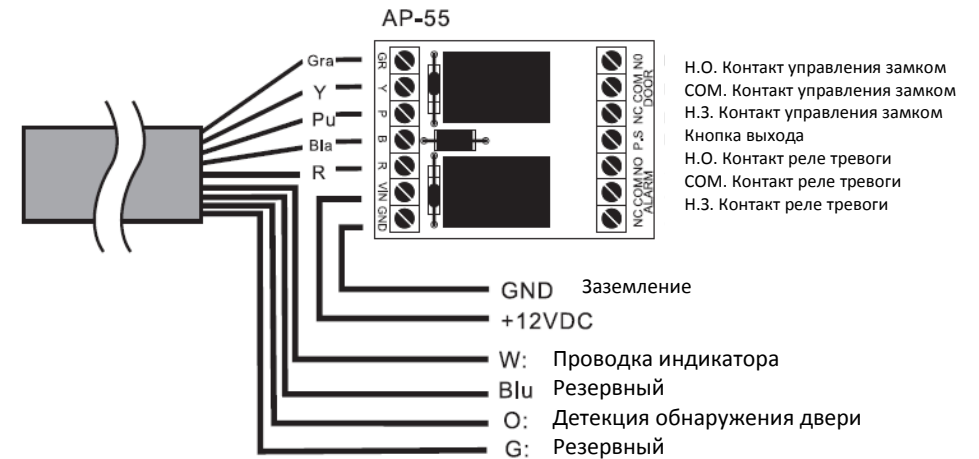 AP-55
Gra
Y
Pu
Bla
R
GR
Y
P
B
R
VIN
GND
NO
COM
NC
DOOR
P.S
NO
COM
NC
ALARM
Н.О. Контакт управления замком
COM. Контакт управления замком
Н.З. Контакт управления замком
Кнопка выхода
Н.О. Контакт реле тревоги
COM. Контакт реле тревоги
Н.З. Контакт реле тревоги
GND Заземление
+12VDC
W: Проводка индикатора
Blu Резервный
O: Детекция обнаружения двери
G: Резервный